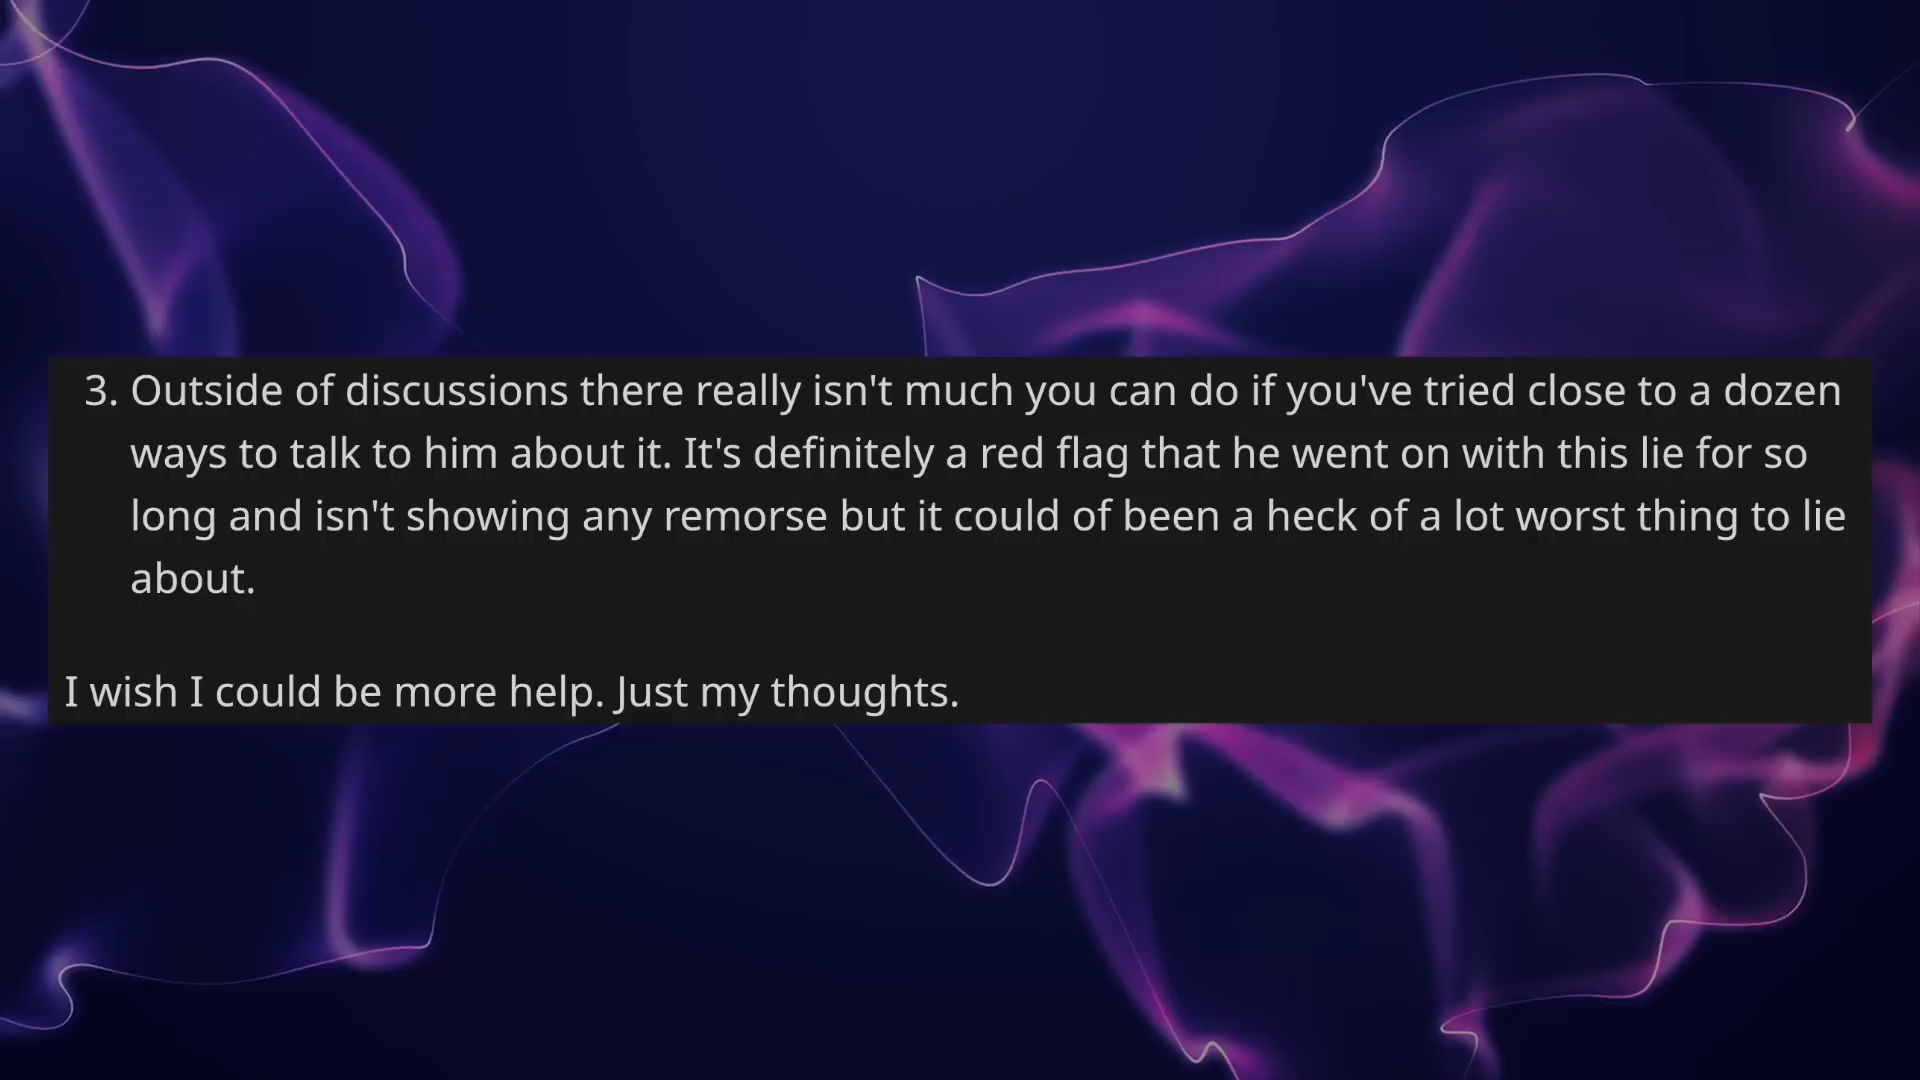 3. Outside of discussions there really isn't much you can do if you've tried close to a dozen
ways to talk to him about it. It's definitely a red flag that he went on with this lie for so
long and isn't showing any remorse but it could of been a heck of a lot worst thing to lie
about.
I wish I could be more help. Just my thoughts.